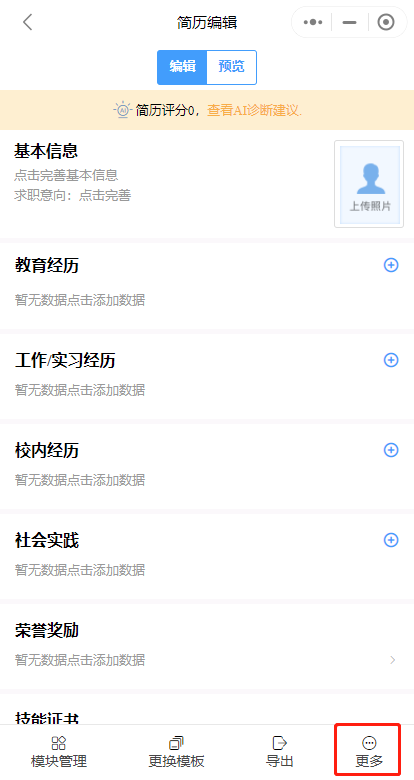 简历编辑
编辑 预览
AI 简历评分0，查看AI诊断建议.
基本信息
点击完善基本信息
求职意向：点击完善
上传照片
教育经历
暂无数据点击添加数据
工作/实习经历
暂无数据点击添加数据
校内经历
暂无数据点击添加数据
社会实践
暂无数据点击添加数据
荣誉奖励
暂无数据点击添加数据
技能证书
模块管理 更换模板 导出 更多